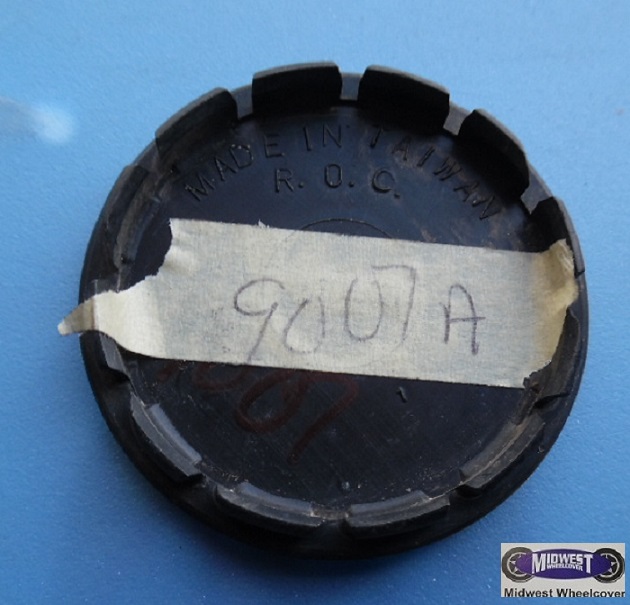 MADE IN TAIWAN
R. O. C.
9007A
MIDWEST
WHEELCOVER
Midwest Wheelcover